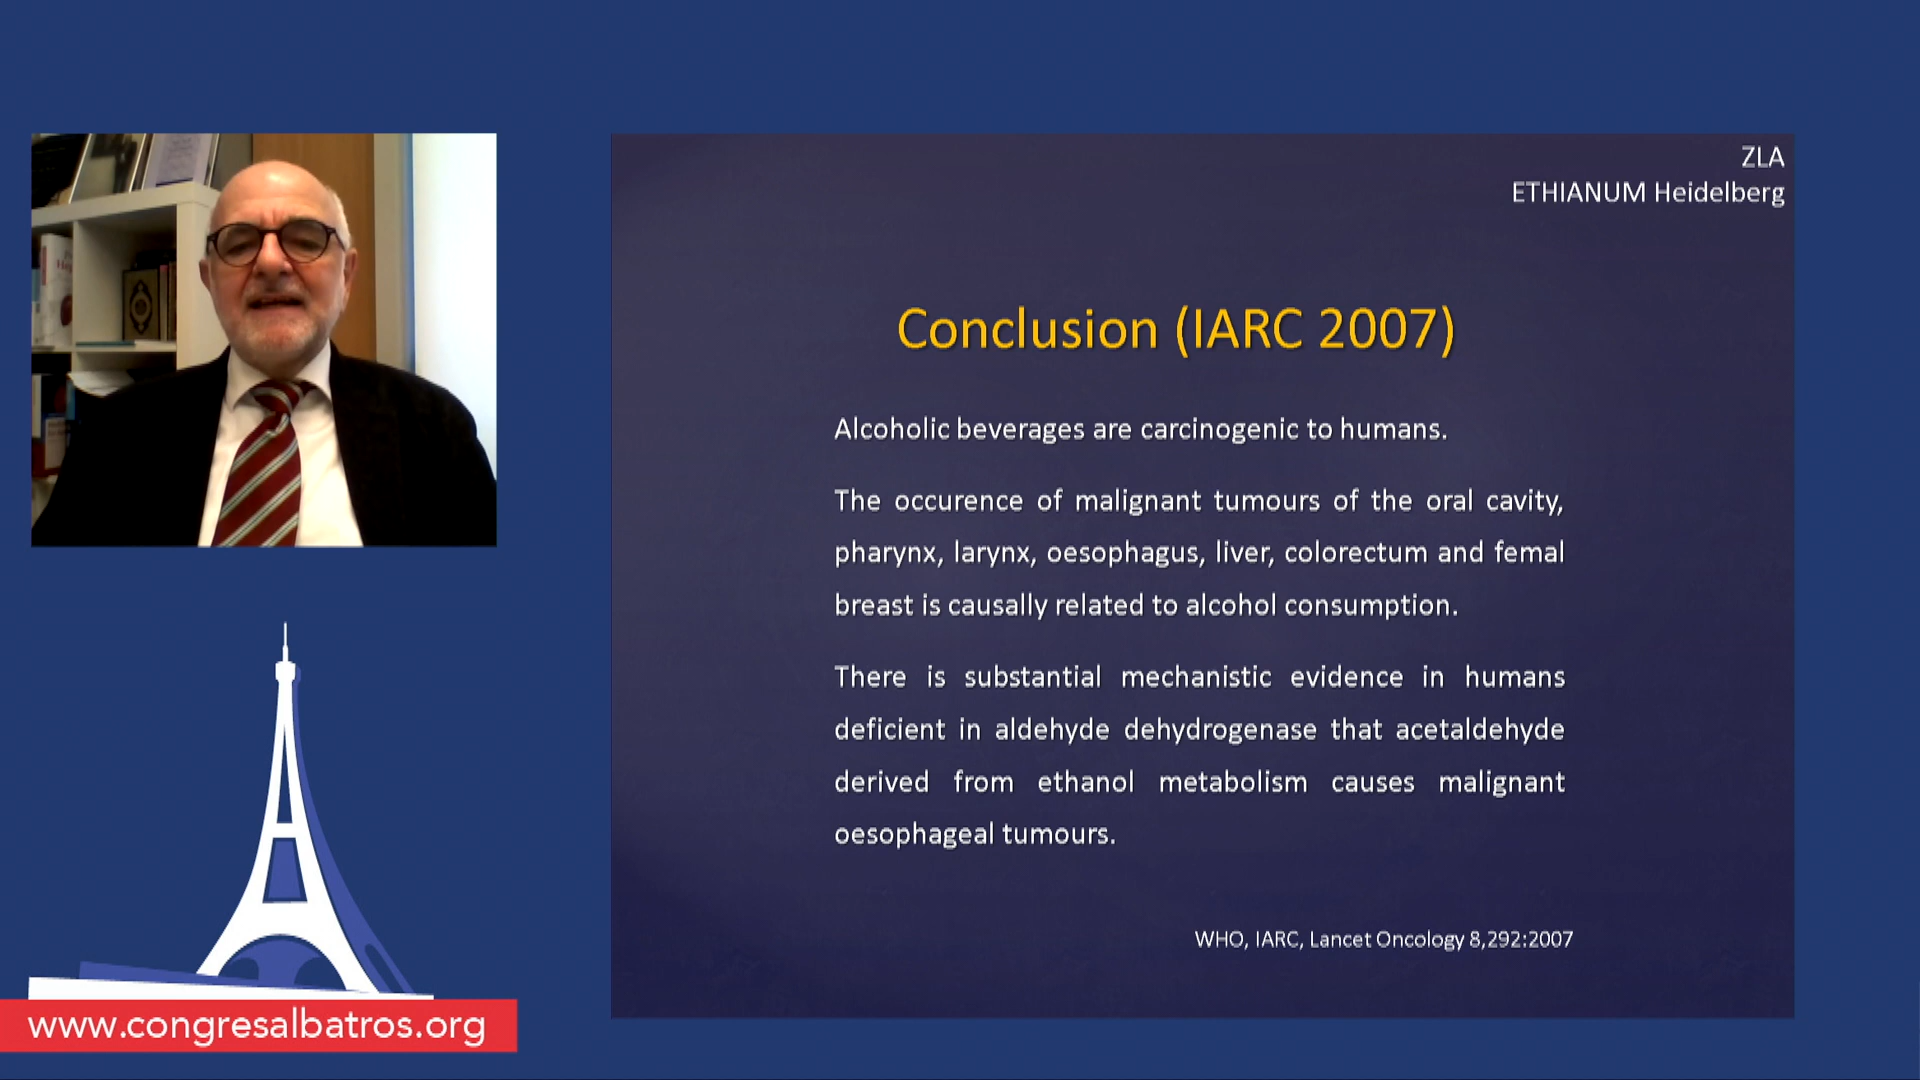 ZLA
ETHIANUM Heidelberg
Conclusion (IARC 2007)
Alcoholic beverages are carcinogenic to humans.
The occurence of malignant tumours of the oral cavity,
pharynx, larynx, oesophagus, liver, colorectum and femal
breast is causally related to alcohol consumption.
There is substantial mechanistic evidence in humans
deficient in aldehyde dehydrogenase that acetaldehyde
derived from ethanol metabolism causes malignant
oesophageal tumours.
WHO, IARC, Lancet Oncology 8,292:2007
www.congresalbatros.org